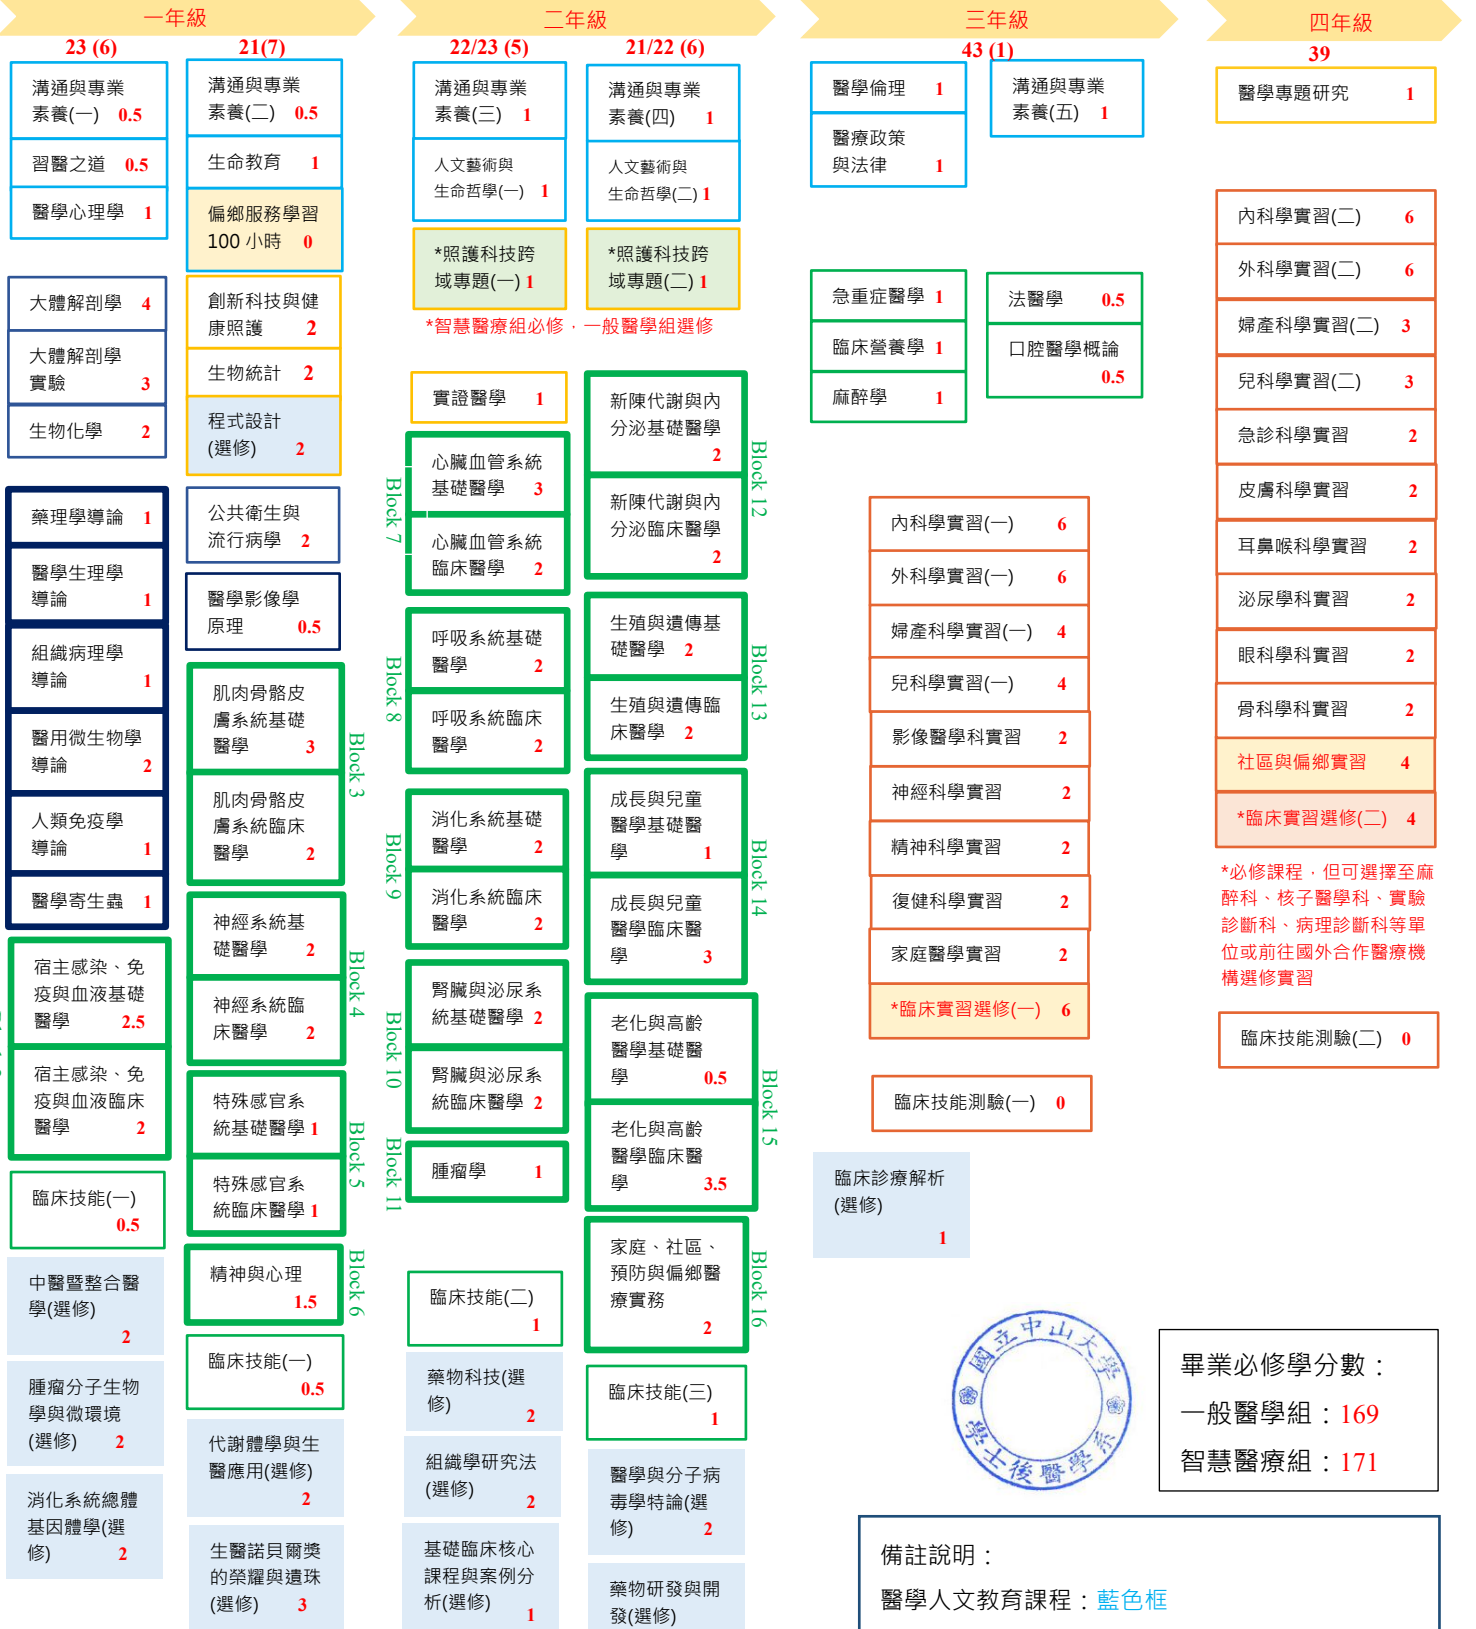 一年級
23 (6)
21(7)
溝通與專業
素養(一) 0.5
習醫之道 0.5
醫學心理學 1
大體解剖學 4
大體解剖學
實驗 3
生物化學 2
藥理學導論 1
醫學生理學
導論 1
組織病理學
導論 1
醫用微生物學
導論 2
人類免疫學
導論 1
醫學寄生蟲 1
宿主感染、免
疫與血液基礎
醫學 2.5
宿主感染、免
疫與血液臨床
醫學 2
臨床技能(一)
0.5
中醫暨整合醫
學(選修)
2
腫瘤分子生物
學與微環境
(選修) 2
消化系統總體
基因體學(選
修) 2
溝通與專業
素養(二) 0.5
生命教育 1
偏鄉服務學習
100 小時 0
創新科技與健
康照護 2
生物統計 2
程式設計
(選修) 2
公共衛生與
流行病學 2
醫學影像學
原理 0.5
肌肉骨骼皮
膚系統基礎
醫學 3
肌肉骨骼皮
膚系統臨床
醫學 2
Block 3
神經系統基
礎醫學 2
神經系統臨
床醫學 2
Block 4
特殊感官系
統基礎醫學 1
特殊感官系
統臨床醫學 1
Block 5
精神與心理
1.5
Block 6
臨床技能(一)
0.5
代謝體學與生
醫應用(選修)
2
生醫諾貝爾獎
的榮耀與遺珠
(選修) 3
二年級
22/23 (5)
21/22 (6)
溝通與專業
素養(三) 1
人文藝術與
生命哲學(一) 1
*照護科技跨
域專題(一) 1
溝通與專業
素養(四) 1
人文藝術與
生命哲學(二) 1
*照護科技跨
域專題(二) 1
*智慧醫療組必修，一般醫學組選修
實證醫學 1
心臟血管系統
基礎醫學 3
心臟血管系統
臨床醫學 2
Block 7
呼吸系統基礎
醫學 2
呼吸系統臨床
醫學 2
Block 8
消化系統基礎
醫學 2
消化系統臨床
醫學 2
Block 9
腎臟與泌尿系
統基礎醫學 2
腎臟與泌尿系
統臨床醫學 2
Block 10
腫瘤學 1
Block 11
臨床技能(二)
1
藥物科技(選
修) 2
組織學研究法
(選修) 2
基礎臨床核心
課程與案例分
析(選修) 1
新陳代謝與內
分泌基礎醫學
2
新陳代謝與內
分泌臨床醫學
2
Block 12
生殖與遺傳基
礎醫學 2
生殖與遺傳臨
床醫學 2
Block 13
成長與兒童
醫學基礎醫
學 1
成長與兒童
醫學臨床醫
學 3
Block 14
老化與高齡
醫學基礎醫
學 0.5
老化與高齡
醫學臨床醫
學 3.5
Block 15
家庭、社區、
預防與偏鄉醫
療實務
2
Block 16
臨床技能(三)
1
醫學與分子病
毒學特論(選
修) 2
藥物研發與開
發(選修)
三年級
43 (1)
醫學倫理 1
醫療政策
與法律 1
溝通與專業
素養(五) 1
急重症醫學 1
臨床營養學 1
麻醉學 1
法醫學 0.5
口腔醫學概論
0.5
內科學實習(一) 6
外科學實習(一) 6
婦產科學實習(一) 4
兒科學實習(一) 4
影像醫學科實習 2
神經科學實習 2
精神科學實習 2
復健科學實習 2
家庭醫學實習 2
*臨床實習選修(一) 6
臨床技能測驗(一) 0
臨床診療解析
(選修)
1
四年級
39
醫學專題研究 1
內科學實習(二) 6
外科學實習(二) 6
婦產科學實習(二) 3
兒科學實習(二) 3
急診科學實習 2
皮膚科學實習 2
耳鼻喉科學實習 2
泌尿學科實習 2
眼科學科實習 2
骨科學科實習 2
社區與偏鄉實習 4
*臨床實習選修(二) 4
*必修課程，但可選擇至麻
醉科、核子醫學科、實驗
診斷科、病理診斷科等單
位或前往國外合作醫療機
構選修實習
臨床技能測驗(二) 0
國立中山大學
學士後醫學系
畢業必修學分數：
一般醫學組：169
智慧醫療組：171
備註說明：
醫學人文教育課程：藍色框